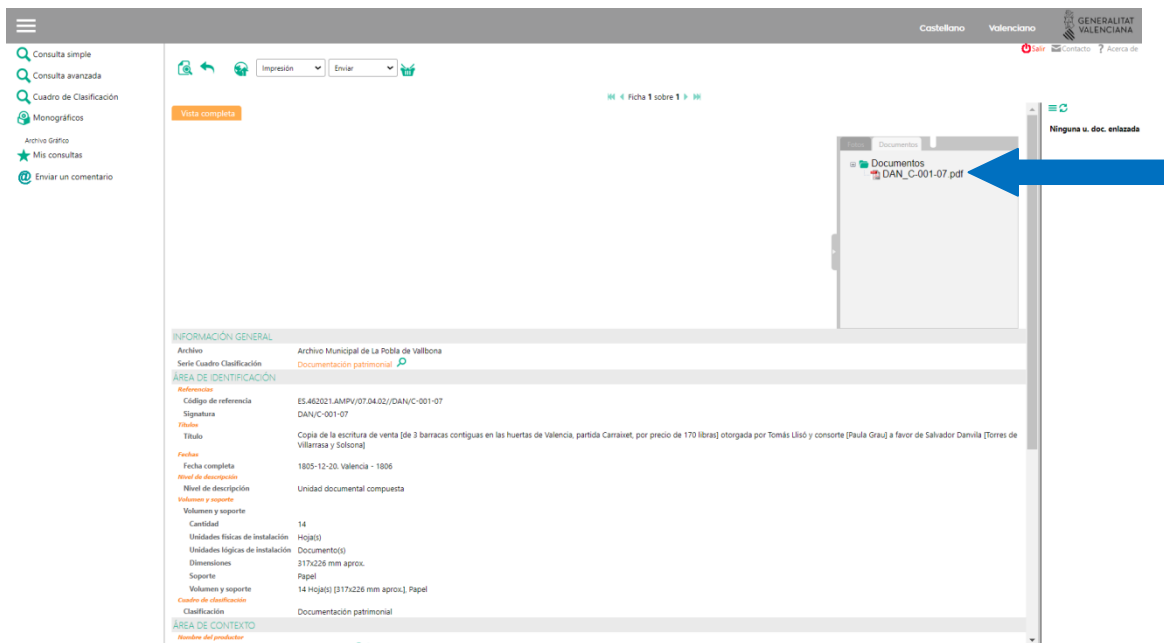 Castellano Valenciano GENERALITAT VALENCIANA
Salir Contacto ? Acerca de
Consulta simple
Consulta avanzada
Cuadro de Clasificación
Monográficos
Archivo Gráfico
Mis consultas
Enviar un comentario
Impresión Enviar
Ficha 1 sobre 1
Vista completa
Ninguna u. doc. enlazada
Fotos Documentos
Documentos
DAN_C-001-07.pdf
INFORMACIÓN GENERAL
Archivo Archivo Municipal de La Pobla de Vallbona
Serie Cuadro Clasificación Documentación patrimonial
ÁREA DE IDENTIFICACIÓN
Referencias
Código de referencia ES.462021.AMPV/07.04.02//DAN/C-001-07
Signatura DAN/C-001-07
Títulos
Título Copia de la escritura de venta [de 3 barracas contiguas en las huertas de Valencia, partida Carraixet, por precio de 170 libras] otorgada por Tomás Llisó y consorte [Paula Grau] a favor de Salvador Danvila [Torres de
Villarrasa y Solsona]
Fechas
Fecha completa 1805-12-20. Valencia - 1806
Nivel de descripción
Nivel de descripción Unidad documental compuesta
Volumen y soporte
Volumen y soporte
Cantidad 14
Unidades físicas de instalación Hoja(s)
Unidades lógicas de instalación Documento(s)
Dimensiones 317x226 mm aprox.
Soporte Papel
Volumen y soporte 14 Hoja(s) [317x226 mm aprox.], Papel
Cuadro de clasificación
Clasificación Documentación patrimonial
ÁREA DE CONTEXTO
Nombre del productor